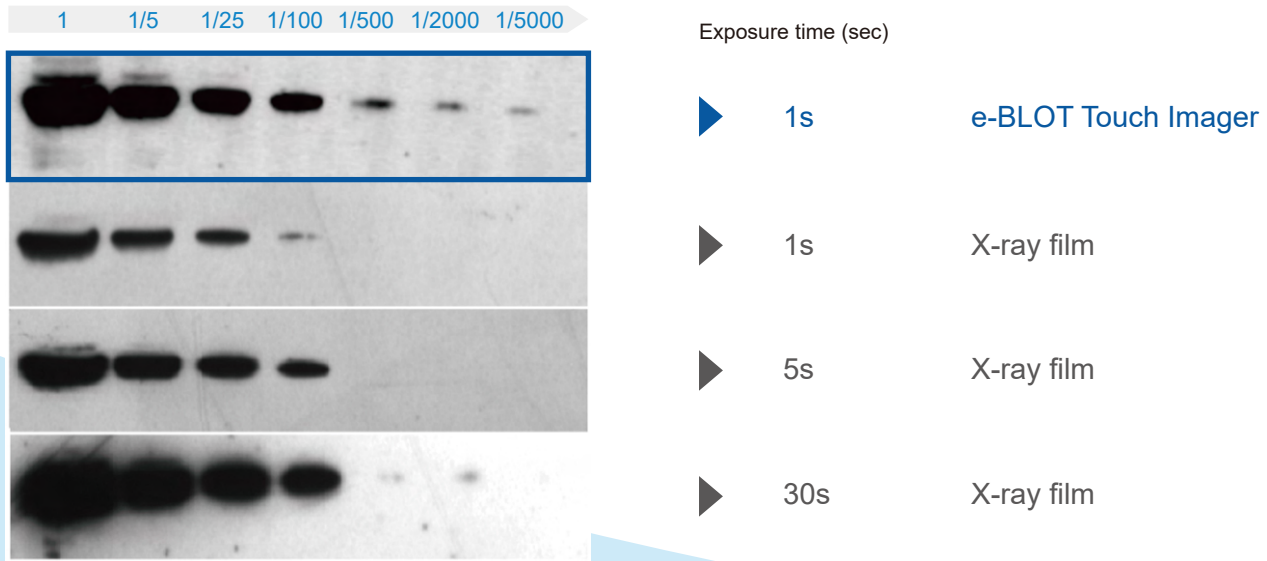 1 1/5 1/25 1/100 1/500 1/2000 1/5000
Exposure time (sec)
1s e-BLOT Touch Imager
1s X-ray film
5s X-ray film
30s X-ray film